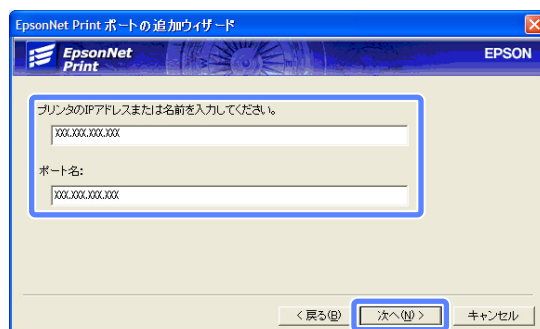 EpsonNet Print ポートの追加ウィザード
EpsonNet
Print
EPSON
プリンタのIPアドレスまたは名前を入力してください。
XXX.XXX.XXX.XXX
ポート名:
XXX.XXX.XXX.XXX
< 戻る(B)
次へ(N) >
キャンセル